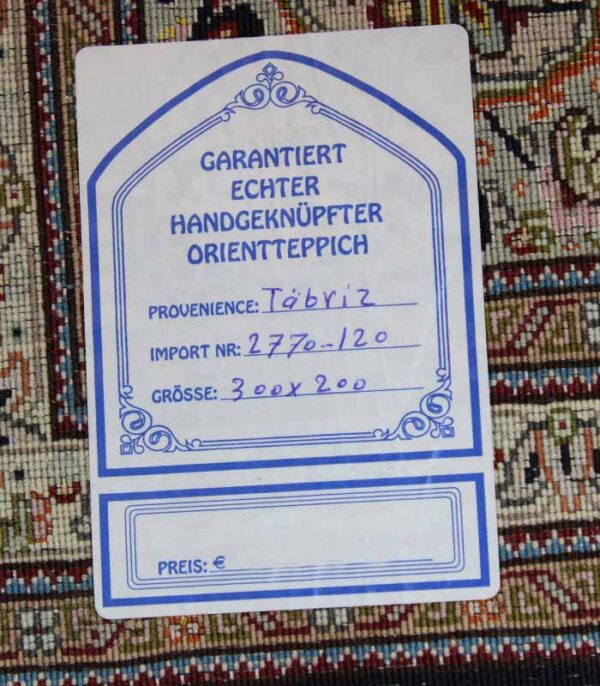 GARANTIERT
ECHTER
HANDGEKNÜPFTER
ORIENTTEPPICH
PROVENIENCE: Täbriz
IMPORT NR: 2770-120
GRÖSSE: 300x200
PREIS: €